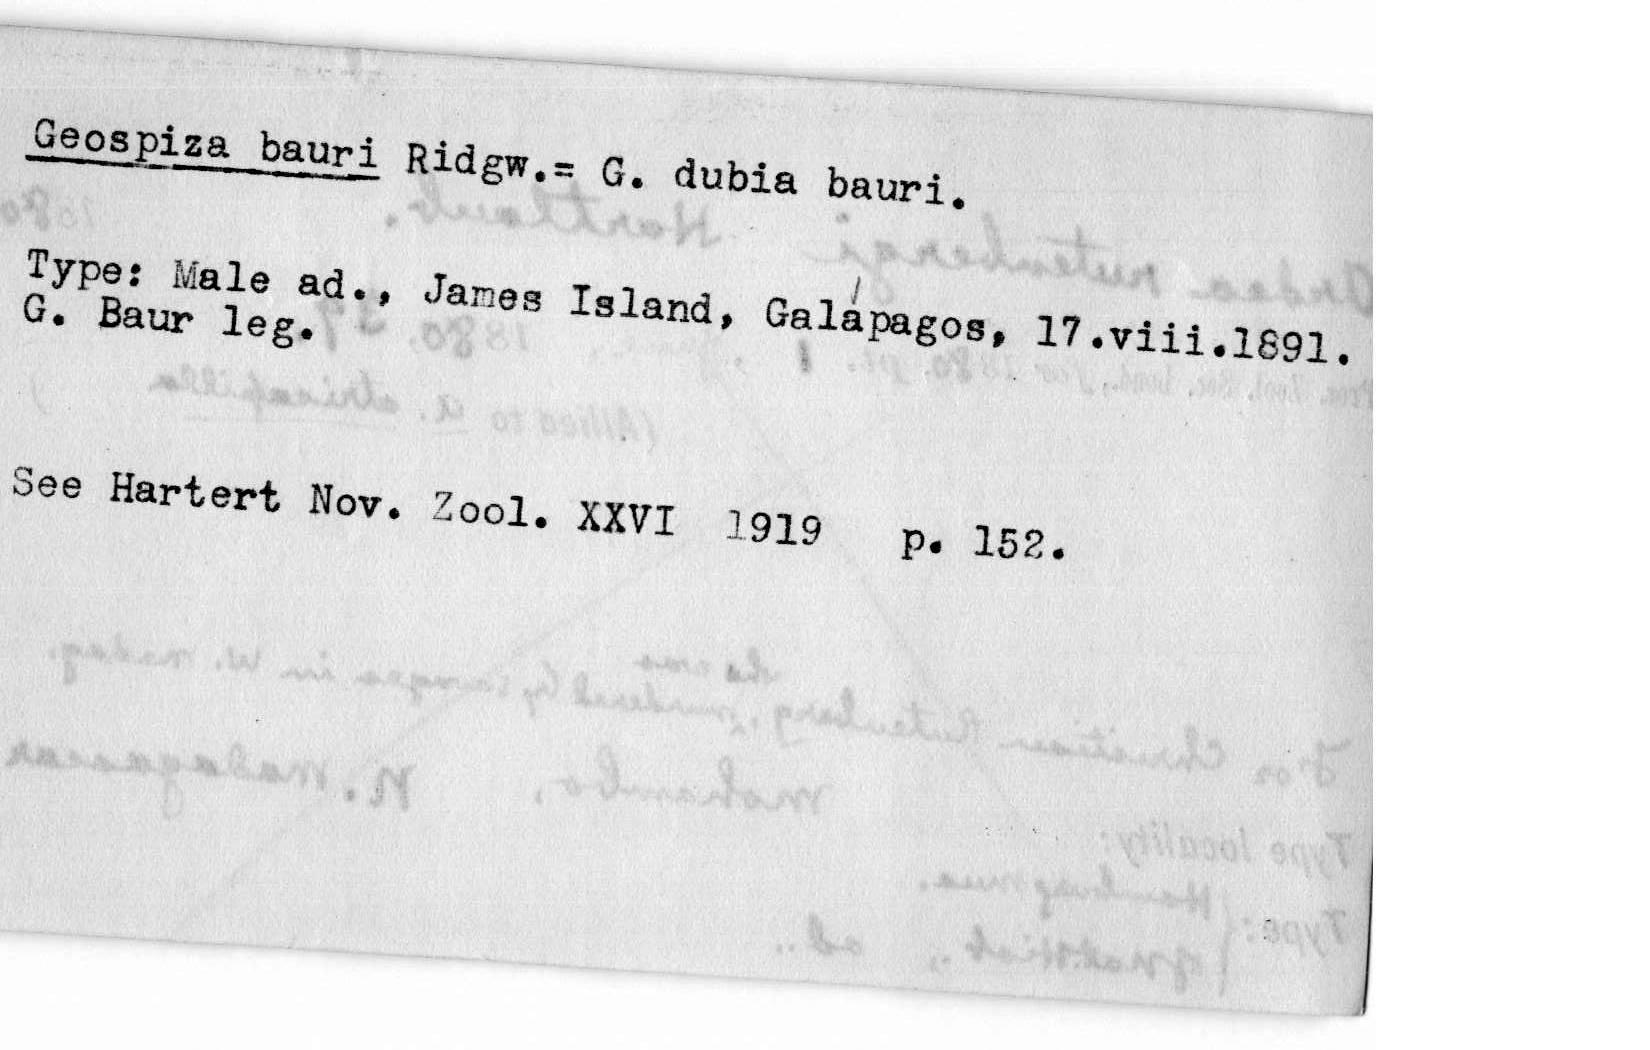 Geospiza bauri Ridgw.= G. dubia bauri.
Type: Male ad., James Island, Galápagos, 17.viii.1891.
G. Baur leg.
See Hartert Nov. Zool. XXVI 1919 p. 152.